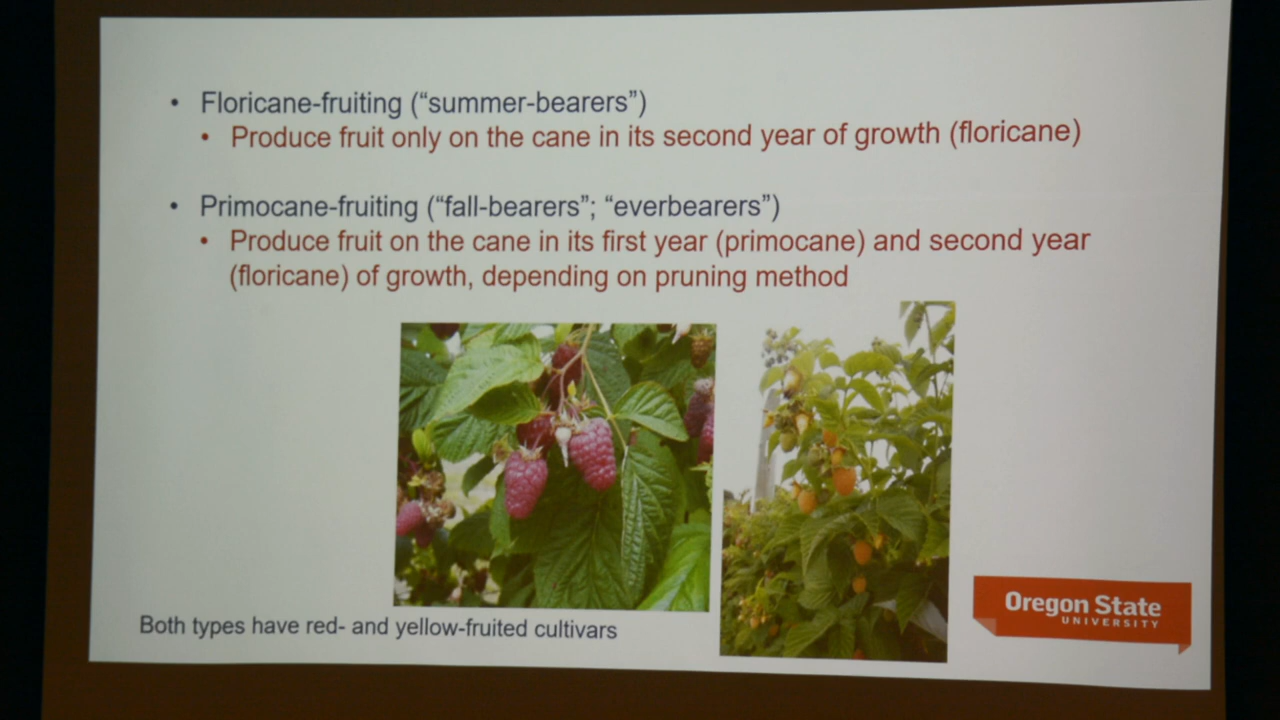 • Floricane-fruiting (“summer-bearers”)
• Produce fruit only on the cane in its second year of growth (floricane)
• Primocane-fruiting (“fall-bearers”; “everbearers”)
• Produce fruit on the cane in its first year (primocane) and second year
(floricane) of growth, depending on pruning method
Both types have red- and yellow-fruited cultivars
Oregon State
UNIVERSITY